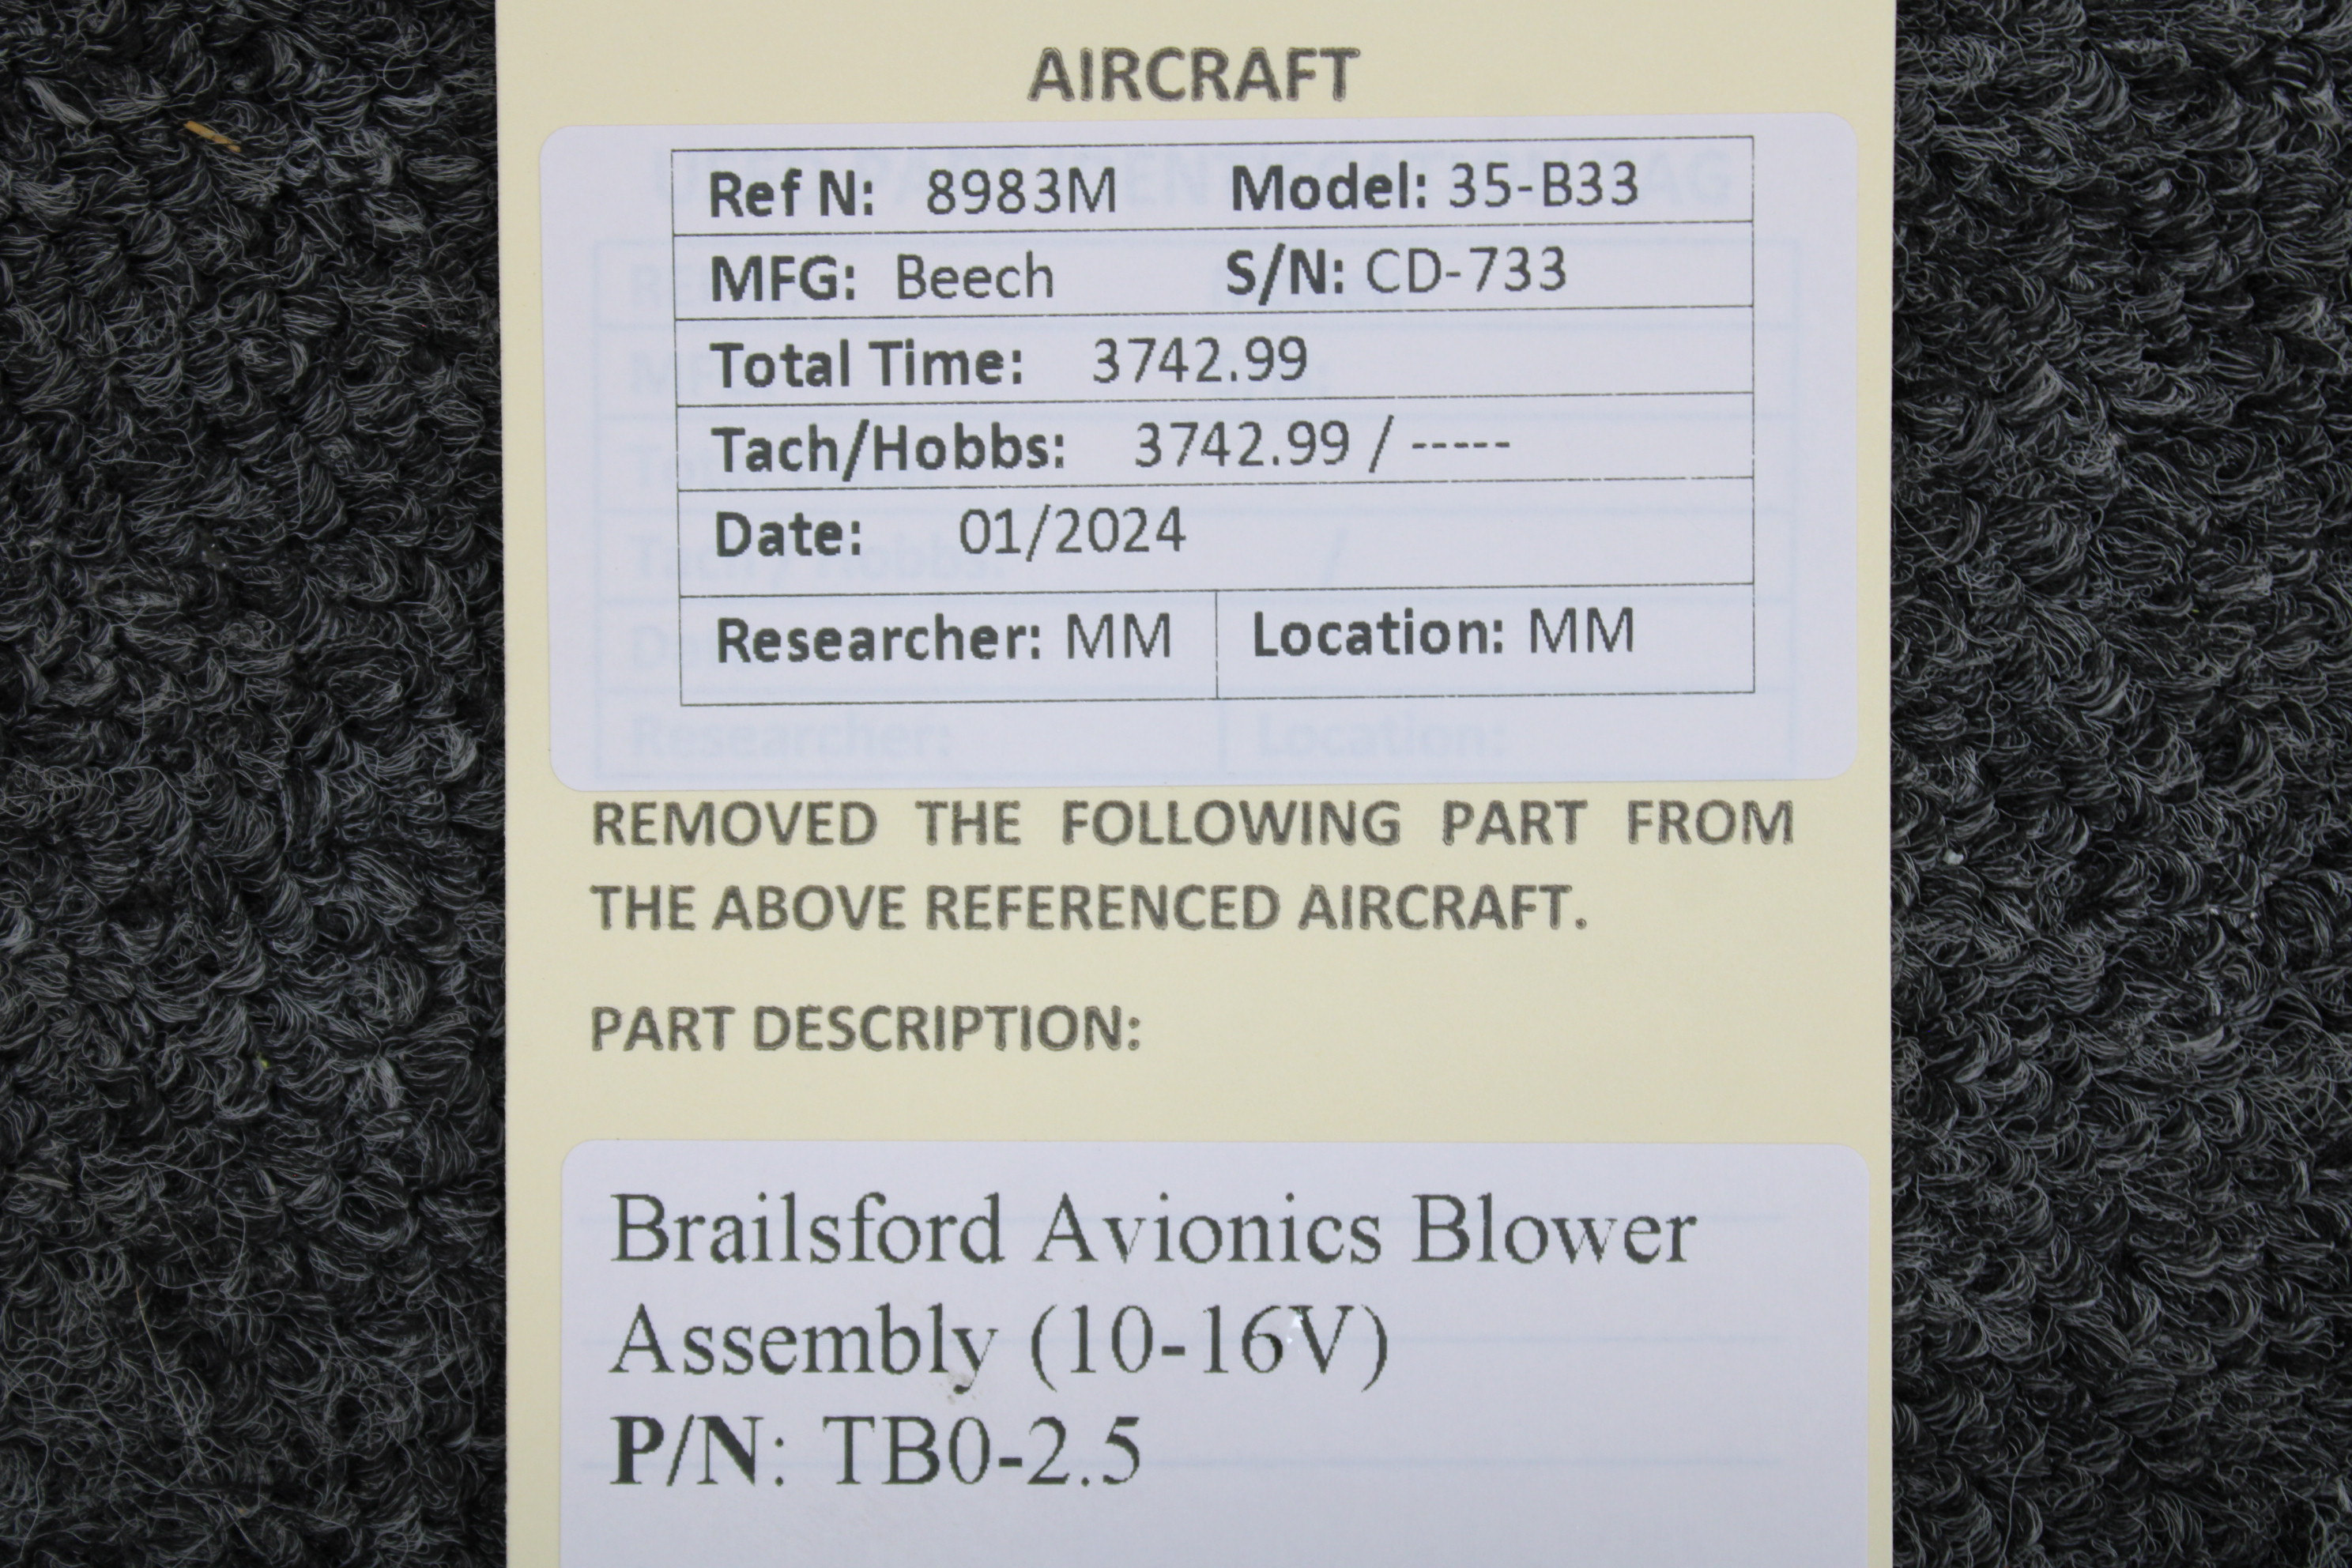 AIRCRAFT
Ref N: 8983M Model: 35-B33
MFG: Beech S/N: CD-733
Total Time: 3742.99
Tach/Hobbs: 3742.99 / -----
Date: 01/2024
Researcher: MM Location: MM
REMOVED THE FOLLOWING PART FROM
THE ABOVE REFERENCED AIRCRAFT.
PART DESCRIPTION:
Brailsford Avionics Blower
Assembly (10-16V)
P/N: TB0-2.5